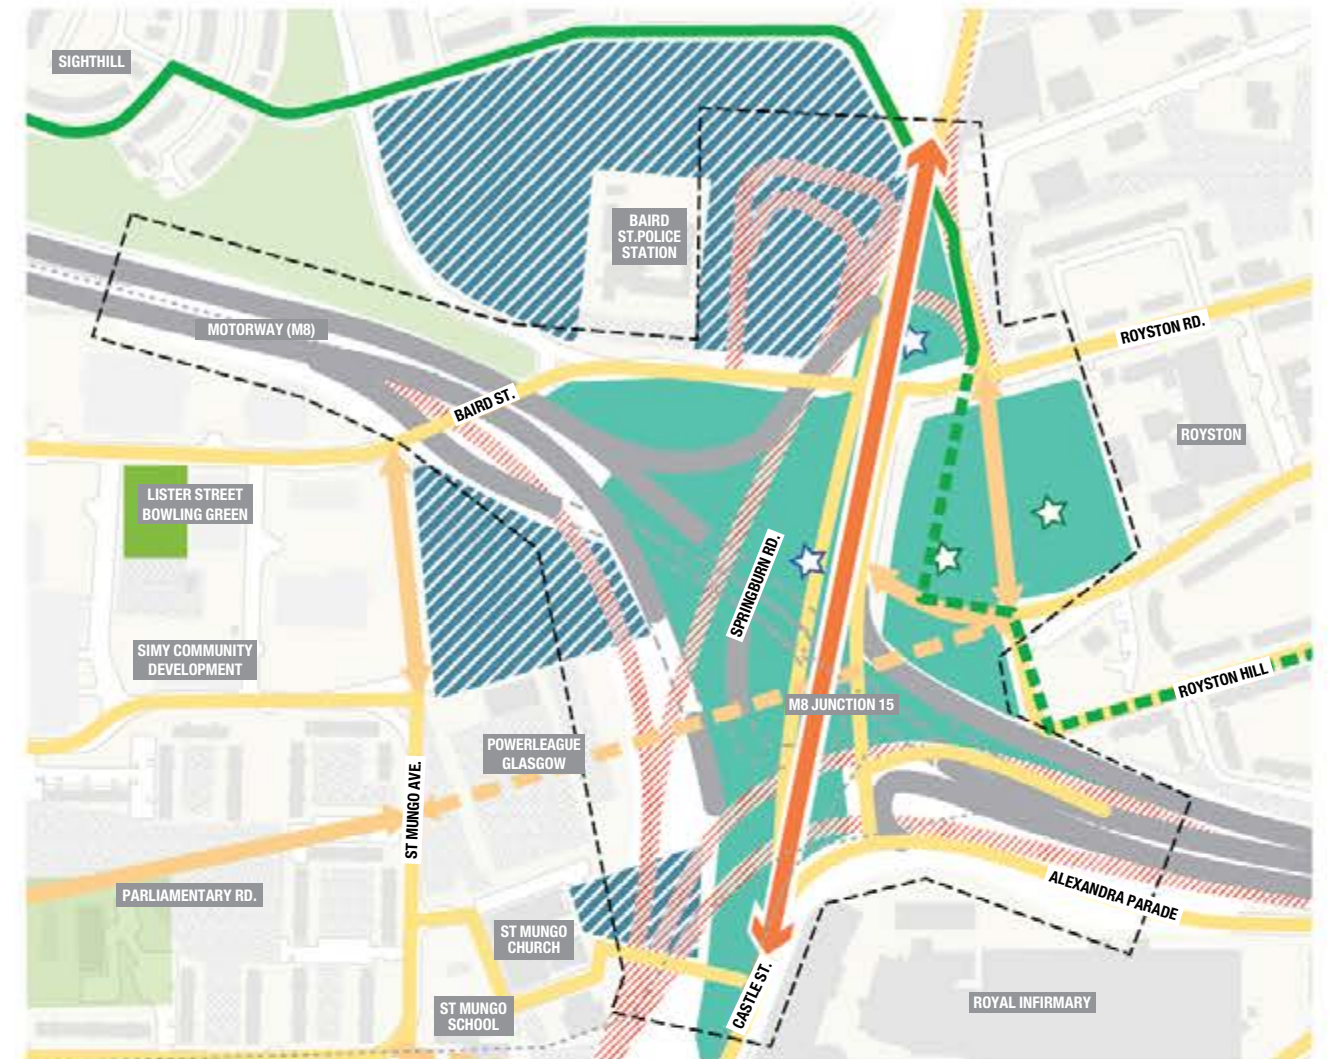 SIGHTHILL
BAIRD
ST.POLICE
STATION
MOTORWAY (M8)
ROYSTON RD.
BAIRD ST.
ROYSTON
LISTER STREET
BOWLING GREEN
SPRINGBURN RD.
SIMY COMMUNITY
DEVELOPMENT
ROYSTON HILL
M8 JUNCTION 15
POWERLEAGUE
GLASGOW
ST MUNGO AVE.
PARLIAMENTARY RD.
ALEXANDRA PARADE
ST MUNGO
CHURCH
CASTLE ST.
ROYAL INFIRMARY
ST MUNGO
SCHOOL